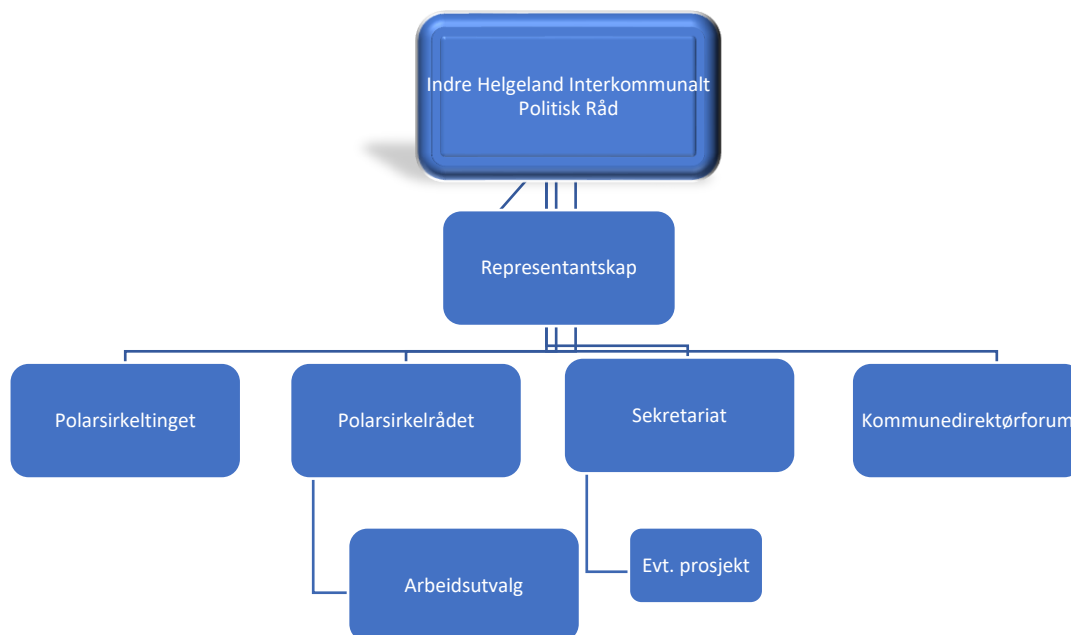 Indre Helgeland Interkommunalt
Politisk Råd
Representantskap
Polarsirkeltinget
Polarsirkelrådet
Sekretariat
Kommunedirektørforum
Arbeidsutvalg
Evt. prosjekt